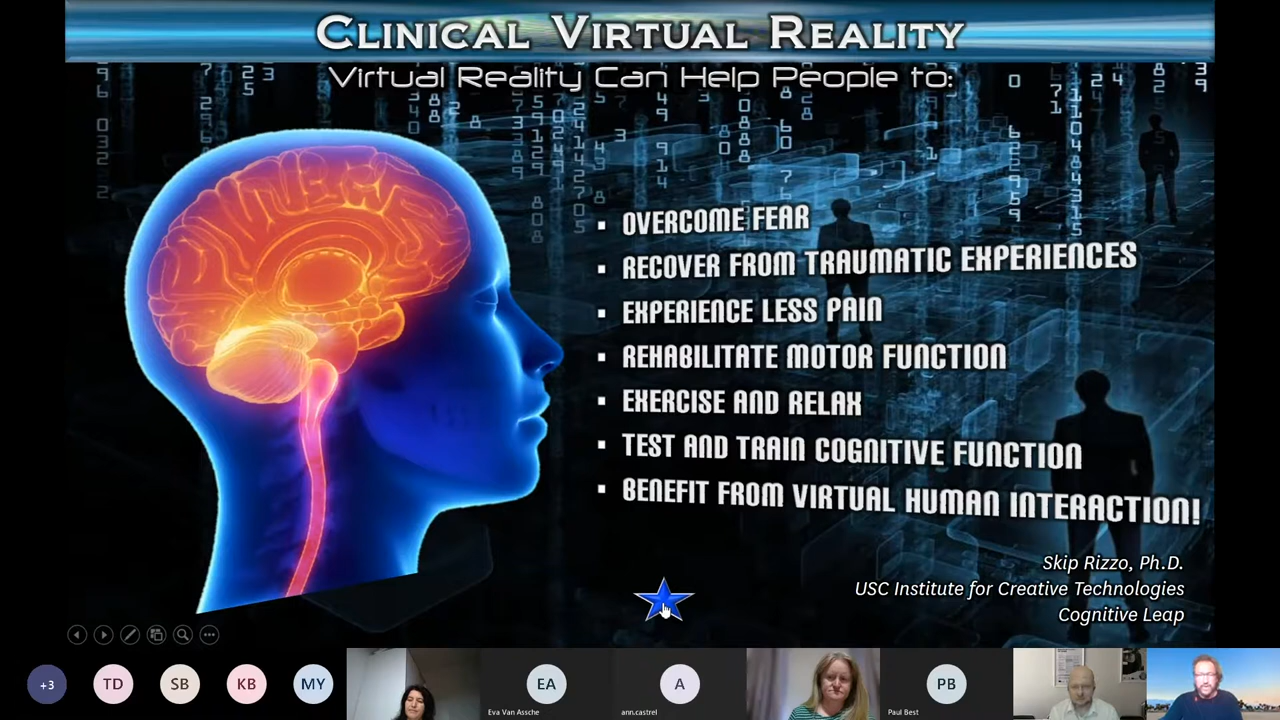 Clinical Virtual Reality
Virtual Reality Can Help People to:
▪ OVERCOME FEAR
▪ RECOVER FROM TRAUMATIC EXPERIENCES
▪ EXPERIENCE LESS PAIN
▪ REHABILITATE MOTOR FUNCTION
▪ EXERCISE AND RELAX
▪ TEST AND TRAIN COGNITIVE FUNCTION
▪ BENEFIT FROM VIRTUAL HUMAN INTERACTION!
Skip Rizzo, Ph.D.
USC Institute for Creative Technologies
Cognitive Leap
+3 TD SB KB MY EA A PB
Eva Van Assche ann.castrel Paul Best